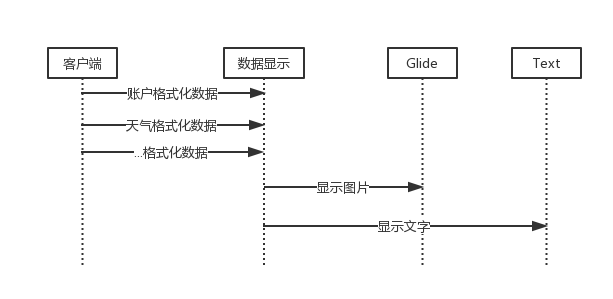 客户端
数据显示
Glide
Text
账户格式化数据
天气格式化数据
...格式化数据
显示图片
显示文字